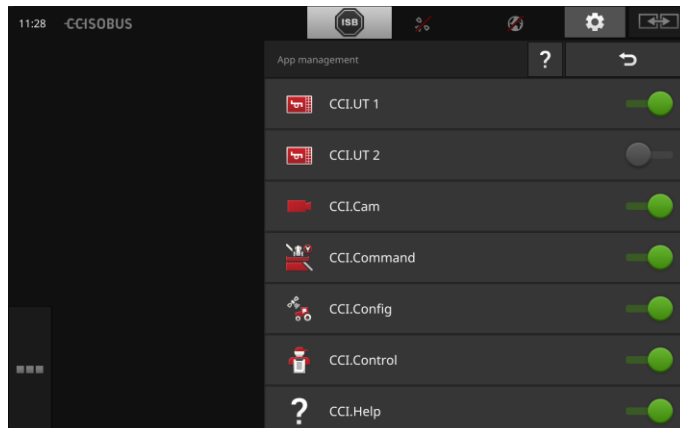 11:28 CCISOBUS
ISB
App management ?
CCI.UT 1
CCI.UT 2
CCI.Cam
CCI.Command
CCI.Config
CCI.Control
? CCI.Help